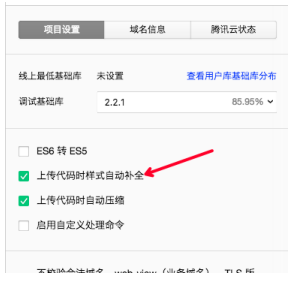 项目设置 域名信息 腾讯云状态
线上最低基础库 未设置 查看用户库基础库分布
调试基础库 2.2.1 85.95%
ES6 转 ES5
上传代码时样式自动补全
上传代码时自动压缩
启用自定义处理命令
不校验合法域名、web-view（业务域名）、TLS 版